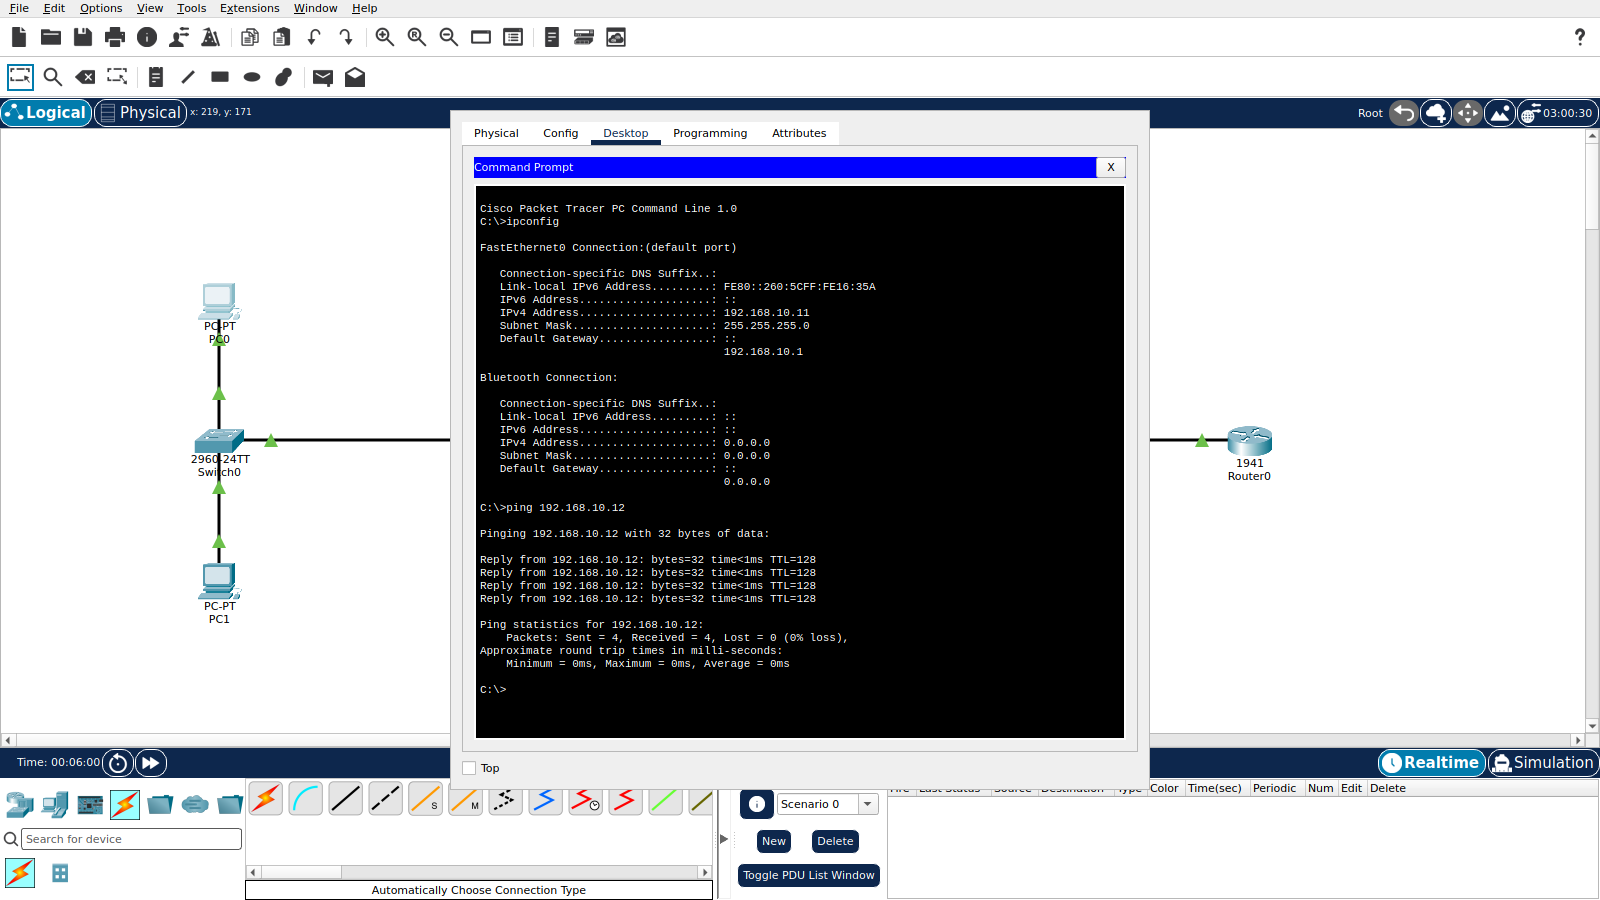 File Edit Options View Tools Extensions Window Help
?
Logical Physical x: 219, y: 171
Root 03:00:30
Physical Config Desktop Programming Attributes
Command Prompt X
Cisco Packet Tracer PC Command Line 1.0
C:\>ipconfig
FastEthernet0 Connection:(default port)
Connection-specific DNS Suffix..:
Link-local IPv6 Address.........: FE80::260:5CFF:FE16:35A
IPv6 Address....................: ::
IPv4 Address....................: 192.168.10.11
Subnet Mask.....................: 255.255.255.0
Default Gateway.................: ::
192.168.10.1
Bluetooth Connection:
Connection-specific DNS Suffix..:
Link-local IPv6 Address.........: ::
IPv6 Address....................: ::
IPv4 Address....................: 0.0.0.0
Subnet Mask.....................: 0.0.0.0
Default Gateway.................: ::
0.0.0.0
C:\>ping 192.168.10.12
Pinging 192.168.10.12 with 32 bytes of data:
Reply from 192.168.10.12: bytes=32 time<1ms TTL=128
Reply from 192.168.10.12: bytes=32 time<1ms TTL=128
Reply from 192.168.10.12: bytes=32 time<1ms TTL=128
Reply from 192.168.10.12: bytes=32 time<1ms TTL=128
Ping statistics for 192.168.10.12:
Packets: Sent = 4, Received = 4, Lost = 0 (0% loss),
Approximate round trip times in milli-seconds:
Minimum = 0ms, Maximum = 0ms, Average = 0ms
C:\>
Top
PC-PT
PC0
2960-24TT
Switch0
PC-PT
PC1
1941
Router0
Time: 00:06:00
Realtime Simulation
S M
Search for device
Automatically Choose Connection Type
Scenario 0
New Delete
Toggle PDU List Window
Fire Last Status Source Destination Type Color Time(sec) Periodic Num Edit Delete